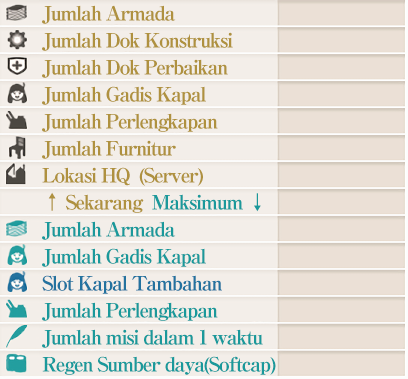 Jumlah Armada
Jumlah Dok Konstruksi
Jumlah Dok Perbaikan
Jumlah Gadis Kapal
Jumlah Perlengkapan
Jumlah Furnitur
Lokasi HQ (Server)
↑ Sekarang Maksimum ↓
Jumlah Armada
Jumlah Gadis Kapal
Slot Kapal Tambahan
Jumlah Perlengkapan
Jumlah misi dalam 1 waktu
Regen Sumber daya(Softcap)